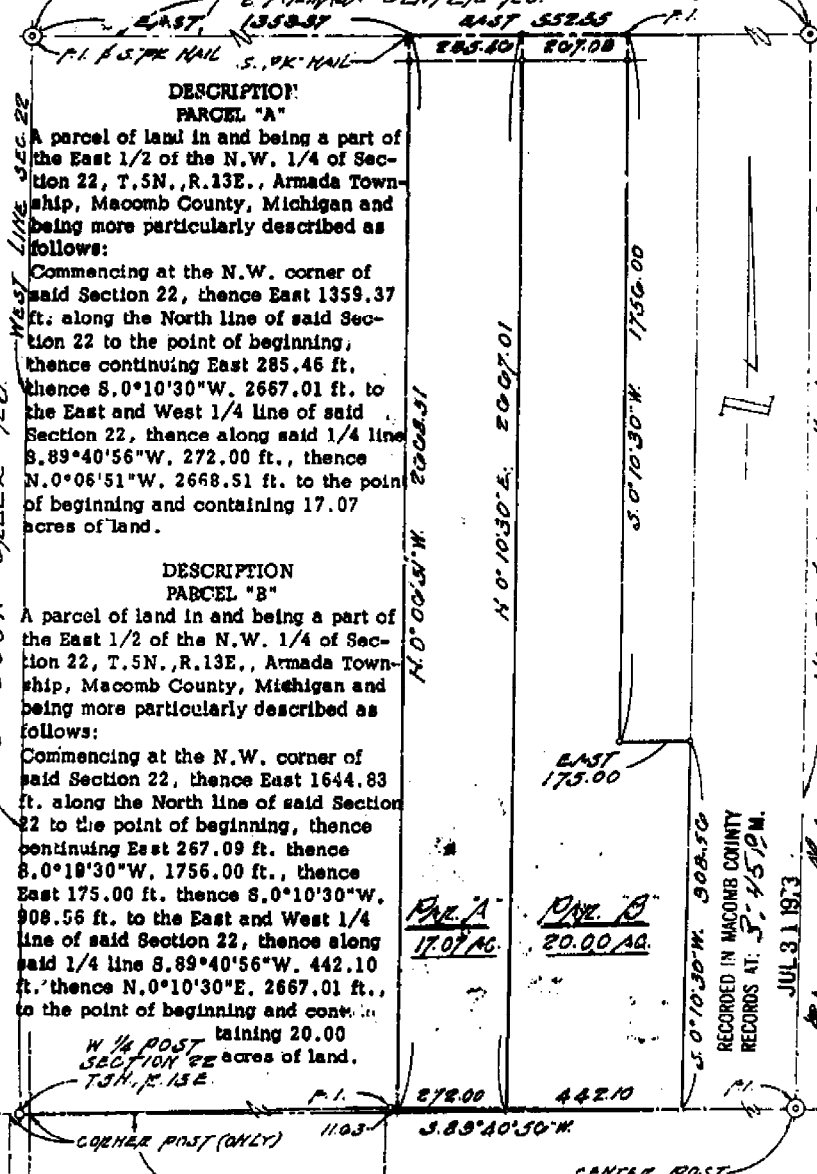 EAST, 1359.37
EAST 552.55
F.I.
F.I. & S. PK NAIL
S. "PK" NAIL
285.46
267.09
WEST LINE SEC. 22
DESCRIPTION
PARCEL "A"
A parcel of land in and being a part of
the East 1/2 of the N.W. 1/4 of Sec-
tion 22, T.5N.,R.13E., Armada Town-
ship, Macomb County, Michigan and
being more particularly described as
follows:
Commencing at the N.W. corner of
said Section 22, thence East 1359.37
ft. along the North line of said Sec-
tion 22 to the point of beginning,
thence continuing East 285.46 ft.
thence S.0°10'30"W. 2667.01 ft. to
the East and West 1/4 line of said
Section 22, thence along said 1/4 line
S.89°40'56"W. 272.00 ft., thence
N.0°06'51"W. 2668.51 ft. to the point
of beginning and containing 17.07
acres of land.
DESCRIPTION
PARCEL "B"
A parcel of land in and being a part of
the East 1/2 of the N.W. 1/4 of Sec-
tion 22, T.5N.,R.13E., Armada Town-
ship, Macomb County, Michigan and
being more particularly described as
follows:
Commencing at the N.W. corner of
said Section 22, thence East 1644.83
ft. along the North line of said Section
22 to the point of beginning, thence
continuing East 267.09 ft. thence
S.0°10'30"W. 1756.00 ft., thence
East 175.00 ft. thence S.0°10'30"W.
908.56 ft. to the East and West 1/4
line of said Section 22, thence along
said 1/4 line S.89°40'56"W. 442.10
ft. thence N.0°10'30"E. 2667.01 ft.,
to the point of beginning and con-
taining 20.00
acres of land.
N.0°06'51"W. 2668.51
N 0°10'30"E. 2667.01
S.0°10'30"W. 1756.00
EAST
175.00
S.0°10'30"W. 908.56
PAR. "A"
17.07 AC.
PAR. "B"
20.00 AC.
RECORDED IN MACOMB COUNTY
RECORDS AT: 3:45 P.M.
JUL 31 1973
W 1/4 POST
SECTION 22
T5N, R.13E.
F.I.
272.00
442.10
F.I.
CORNER POST (ONLY)
11.03
S.89°40'56"W.
CENTER POST